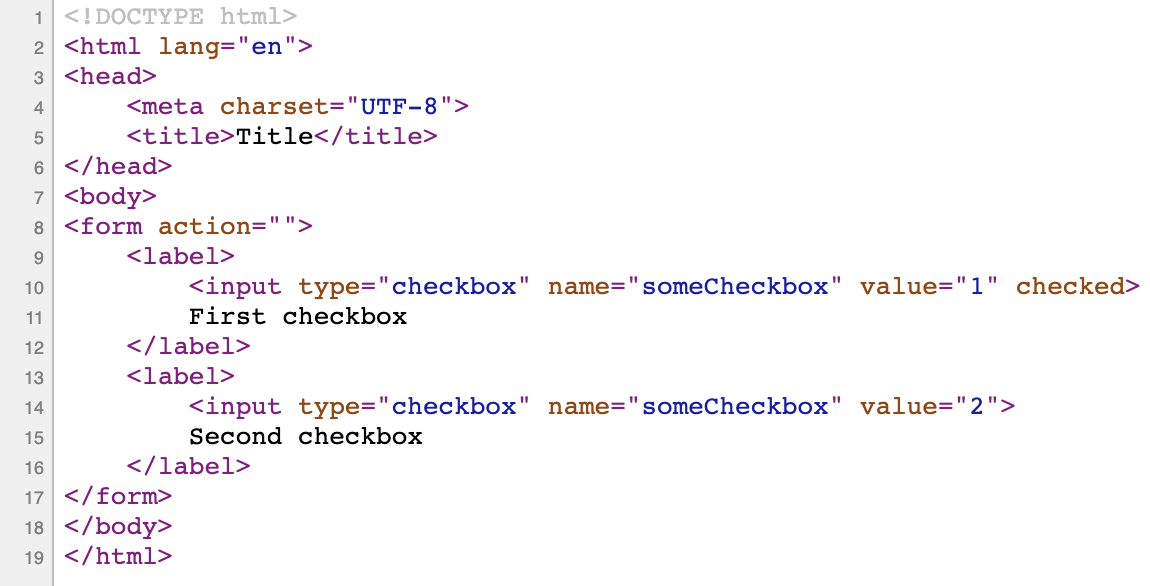 1 <!DOCTYPE html>
2 <html lang="en">
3 <head>
4     <meta charset="UTF-8">
5     <title>Title</title>
6 </head>
7 <body>
8 <form action="">
9     <label>
10         <input type="checkbox" name="someCheckbox" value="1" checked>
11         First checkbox
12     </label>
13     <label>
14         <input type="checkbox" name="someCheckbox" value="2">
15         Second checkbox
16     </label>
17 </form>
18 </body>
19 </html>